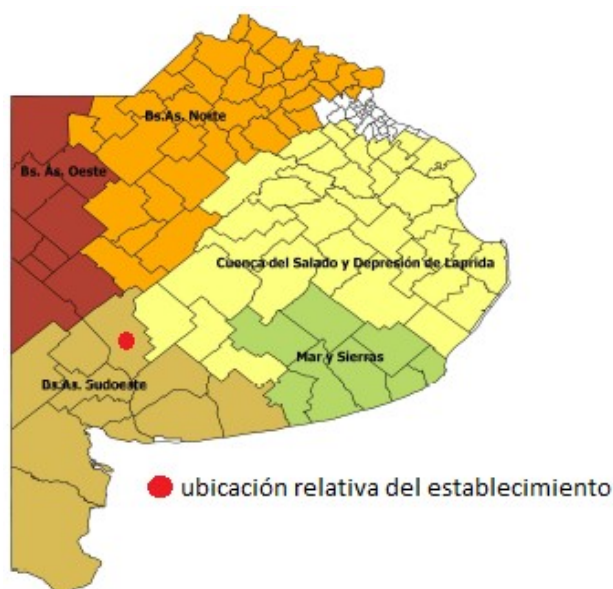 Bs.As. Norte
Bs. As. Oeste
Cuenca del Salado y Depresión de Laprida
Mar y Sierras
Bs.As. Sudoeste
ubicación relativa del establecimiento